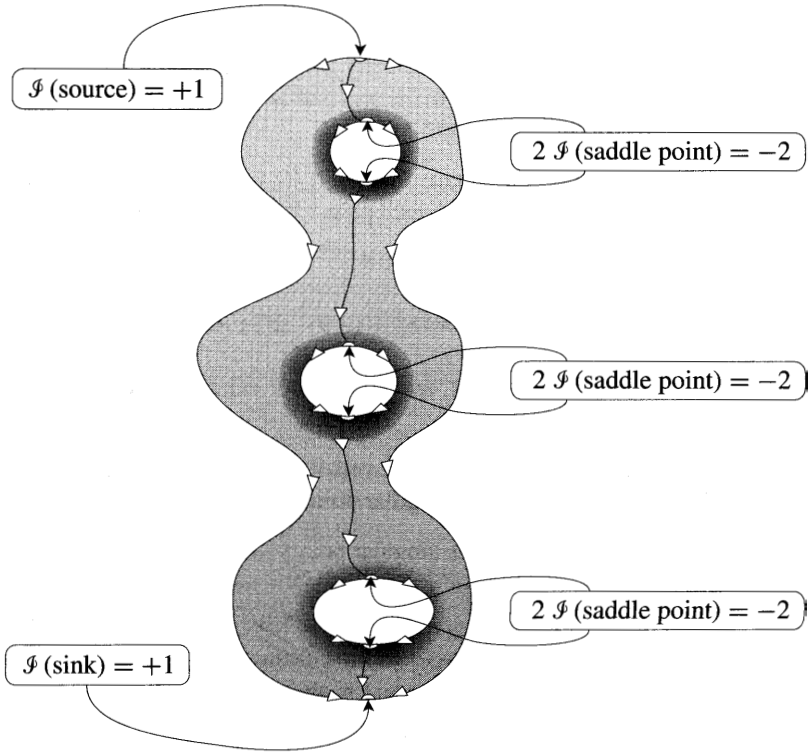 ℐ (source) = +1
2 ℐ (saddle point) = −2
2 ℐ (saddle point) = −2
2 ℐ (saddle point) = −2
ℐ (sink) = +1